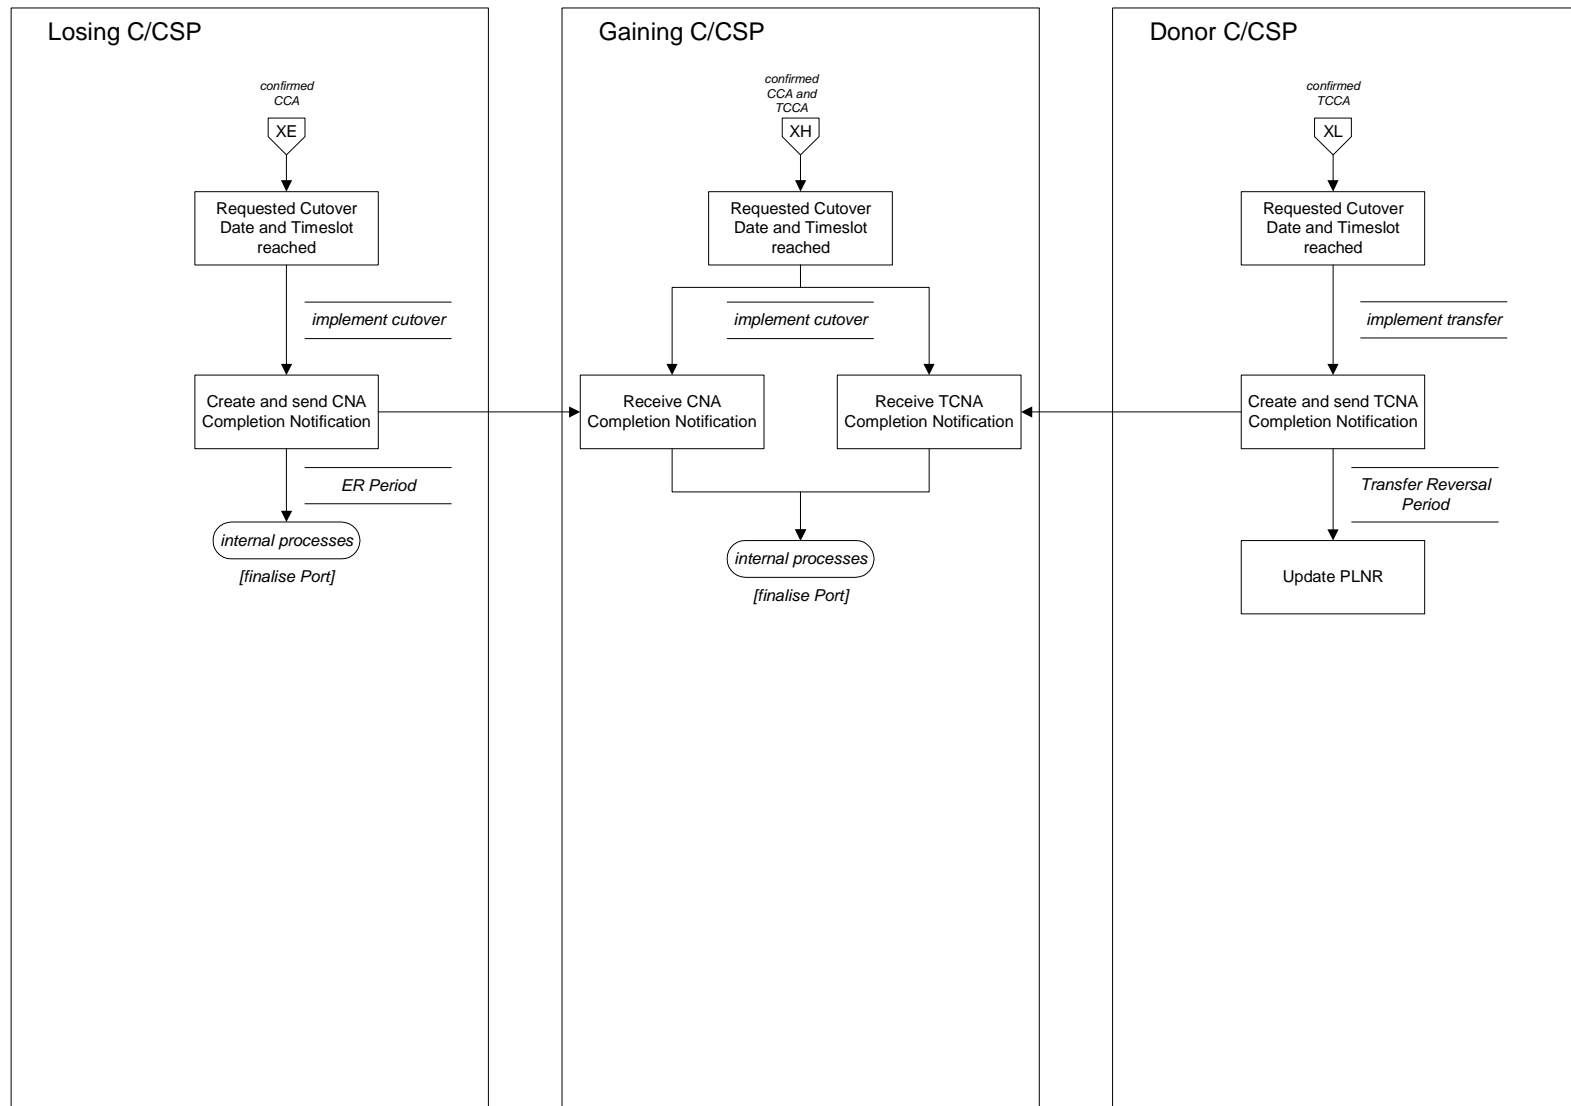 Losing C/CSP
confirmed
CCA
XE
Requested Cutover
Date and Timeslot
reached
implement cutover
Create and send CNA
Completion Notification
ER Period
internal processes
[finalise Port]
Gaining C/CSP
confirmed
CCA and
TCCA
XH
Requested Cutover
Date and Timeslot
reached
implement cutover
Receive CNA
Completion Notification
Receive TCNA
Completion Notification
internal processes
[finalise Port]
Donor C/CSP
confirmed
TCCA
XL
Requested Cutover
Date and Timeslot
reached
implement transfer
Create and send TCNA
Completion Notification
Transfer Reversal
Period
Update PLNR